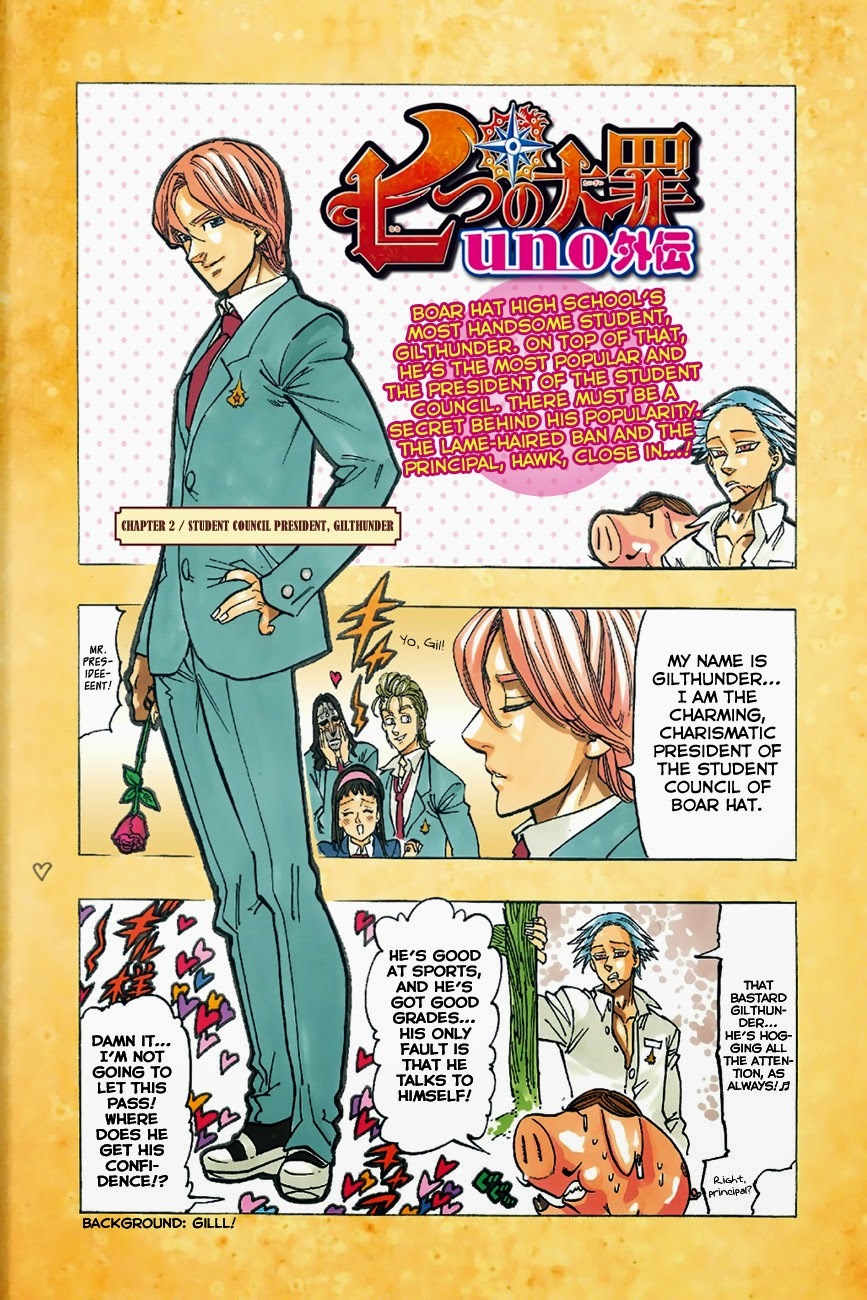 七つの大罪
uno外伝
BOAR HAT HIGH SCHOOL'S
MOST HANDSOME STUDENT,
GILTHUNDER. ON TOP OF THAT,
HE'S THE MOST POPULAR AND
THE PRESIDENT OF THE STUDENT
COUNCIL. THERE MUST BE A
SECRET BEHIND HIS POPULARITY.
THE LAME-HAIRED BAN AND THE
PRINCIPAL, HAWK, CLOSE IN...!
CHAPTER 2 / STUDENT COUNCIL PRESIDENT, GILTHUNDER
MY NAME IS
GILTHUNDER...
I AM THE
CHARMING,
CHARISMATIC
PRESIDENT OF
THE STUDENT
COUNCIL OF
BOAR HAT.
Yo, Gil!
キャー
MR.
PRES-
IDEE-
EENT!
THAT
BASTARD
GILTHUN-
DER...
HE'S HOG-
GING ALL
THE ATTEN-
TION, AS
ALWAYS!♫
Right,
principal?
HE'S GOOD
AT SPORTS,
AND HE'S
GOT GOOD
GRADES...
HIS ONLY
FAULT IS
THAT HE
TALKS TO
HIMSELF!
ギル様
DAMN IT...
I'M NOT
GOING TO
LET THIS
PASS!
WHERE
DOES HE
GET HIS
CONFI-
DENCE!?
BACKGROUND: GILLL!